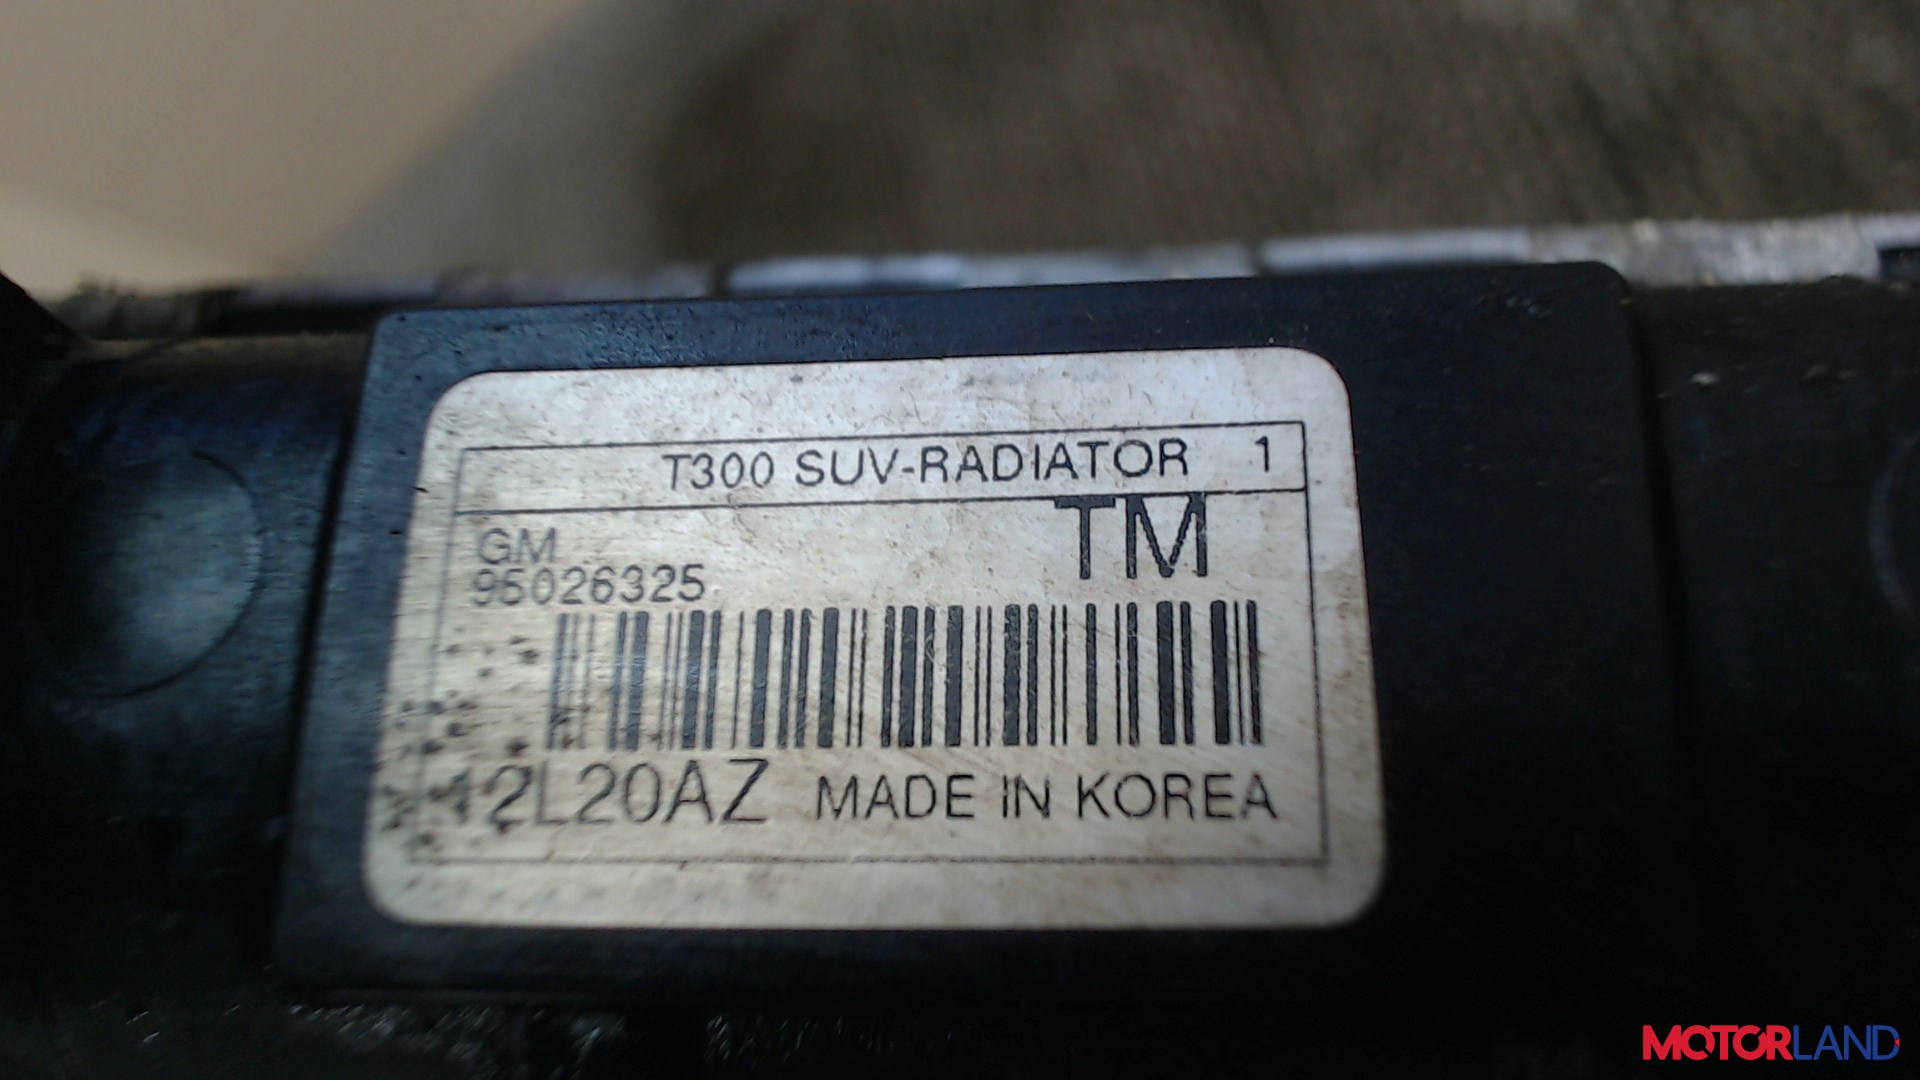 T300 SUV-RADIATOR 1
TM
GM
95026325
12L20AZ MADE IN KOREA
MOTORLAND